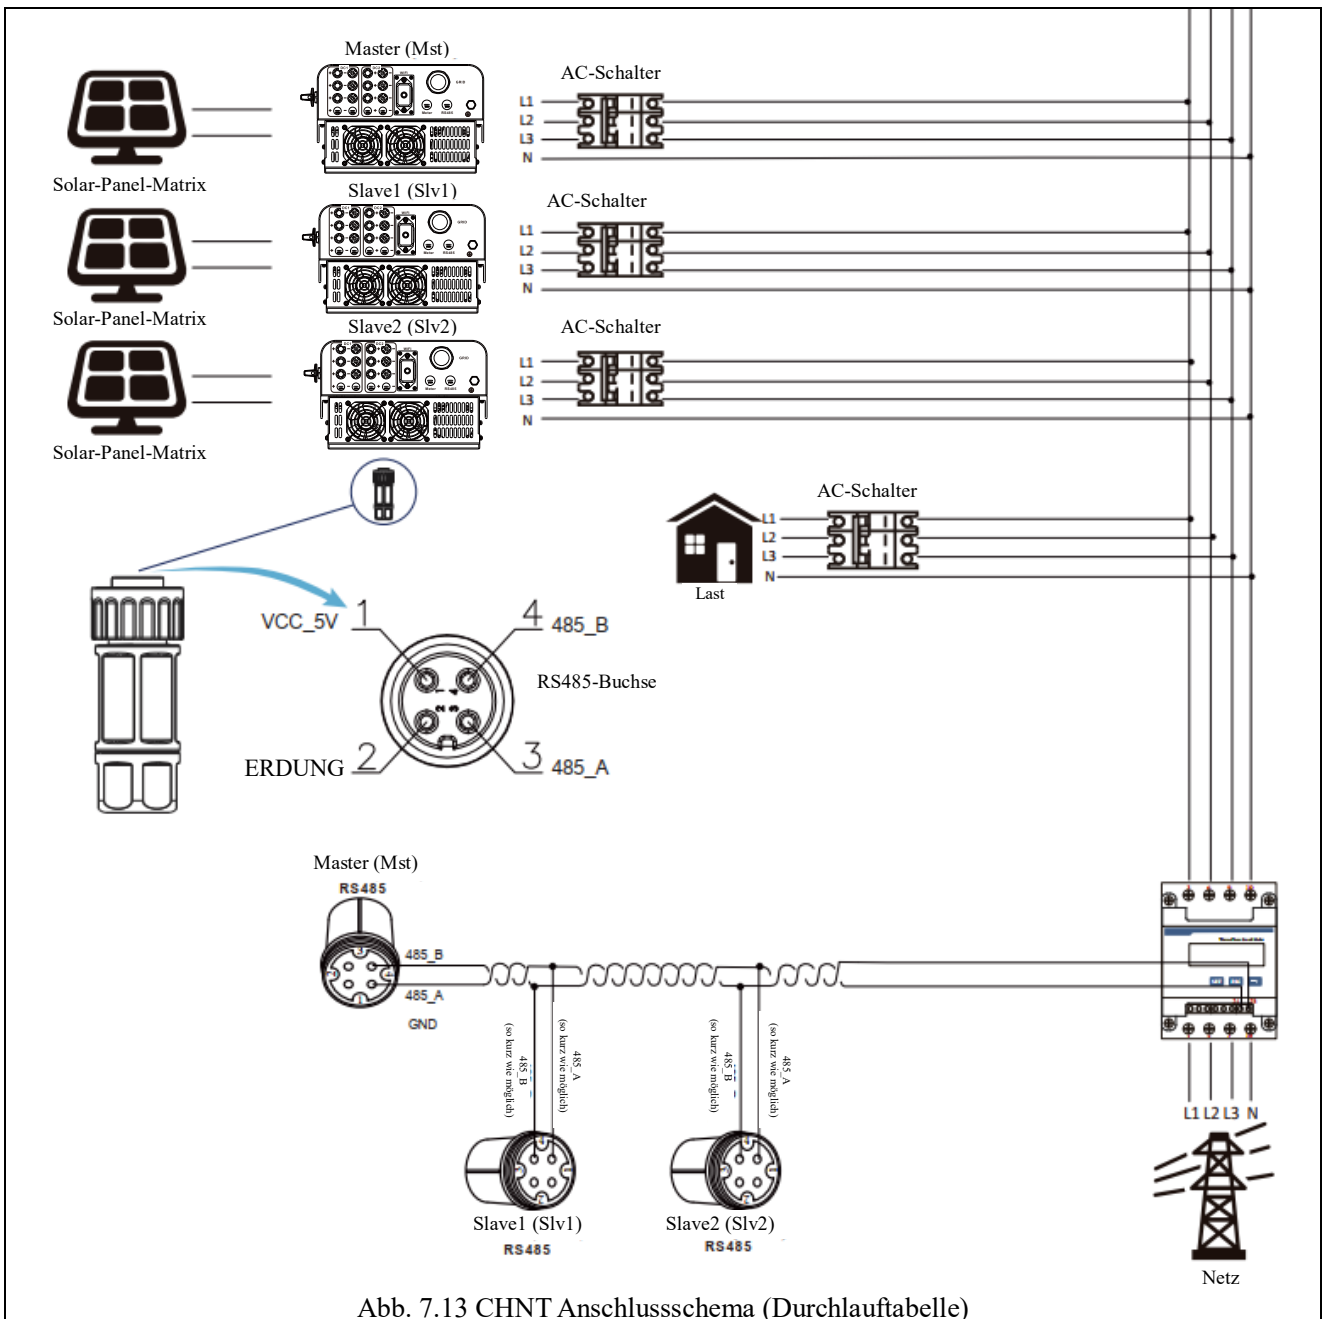 Master (Mst)
AC-Schalter
L1
L2
L3
N
Solar-Panel-Matrix
Slave1 (Slv1)
AC-Schalter
L1
L2
L3
N
Solar-Panel-Matrix
Slave2 (Slv2)
AC-Schalter
L1
L2
L3
N
Solar-Panel-Matrix
AC-Schalter
L1
L2
L3
N
Last
VCC_5V 1
4 485_B
RS485-Buchse
ERDUNG 2
3 485_A
Master (Mst)
RS485
485_B
485_A
GND
485_B
(so kurz wie möglich)
485_A
(so kurz wie möglich)
485_B
(so kurz wie möglich)
485_A
(so kurz wie möglich)
L1 L2 L3 N
Slave1 (Slv1)
RS485
Slave2 (Slv2)
RS485
Netz
Abb. 7.13 CHNT Anschlussschema (Durchlauftabelle)